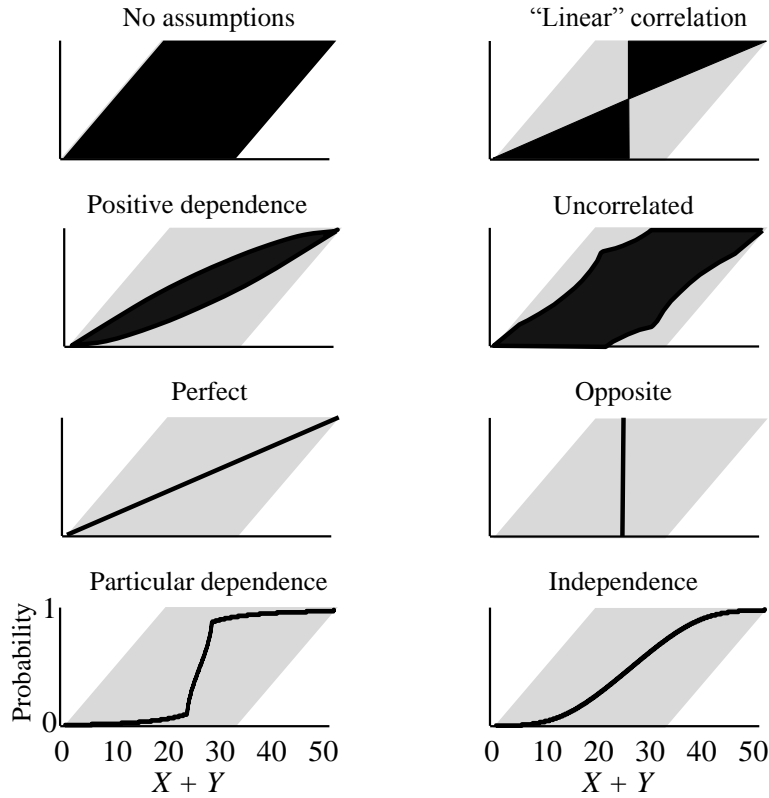 No assumptions
“Linear” correlation
Positive dependence
Uncorrelated
Perfect
Opposite
Particular dependence
Independence
Probability
1
0
0 10 20 30 40 50
X + Y
0 10 20 30 40 50
X + Y